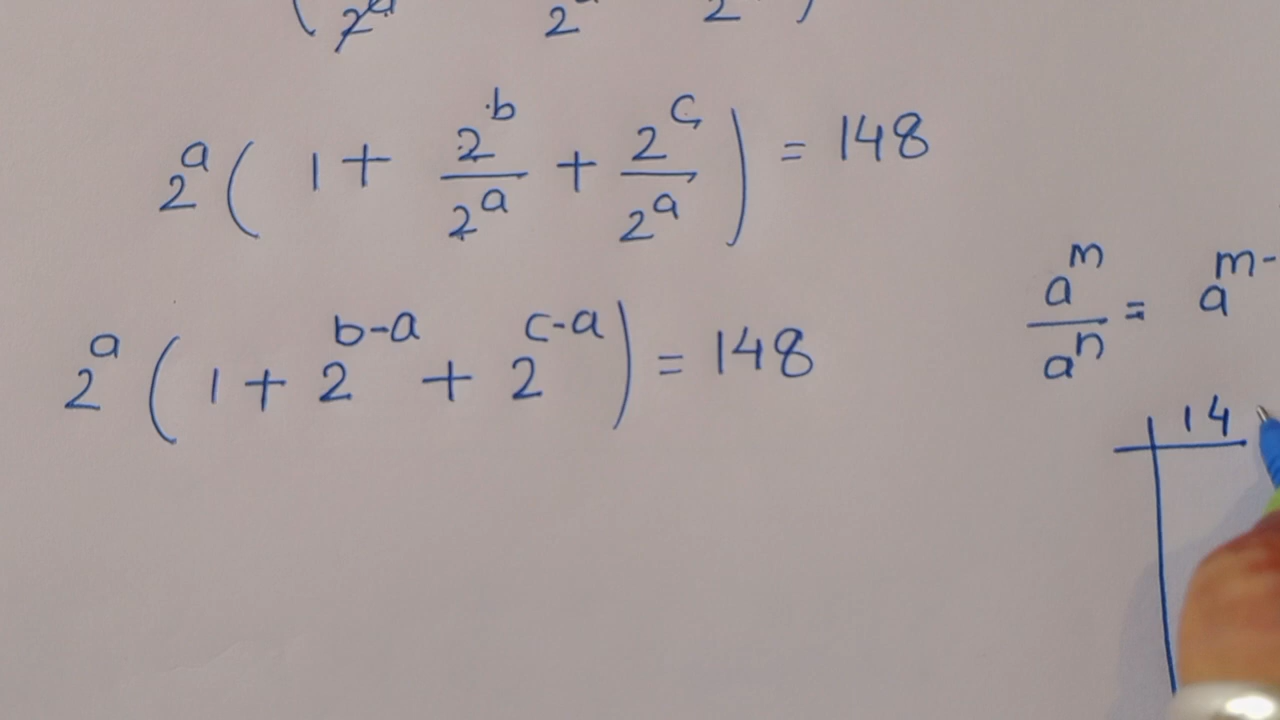 2^a ( 1 + 2^b/2^a + 2^c/2^a ) = 148
2^a ( 1 + 2^{b-a} + 2^{c-a} ) = 148
a^m/a^n = a^{m-
14